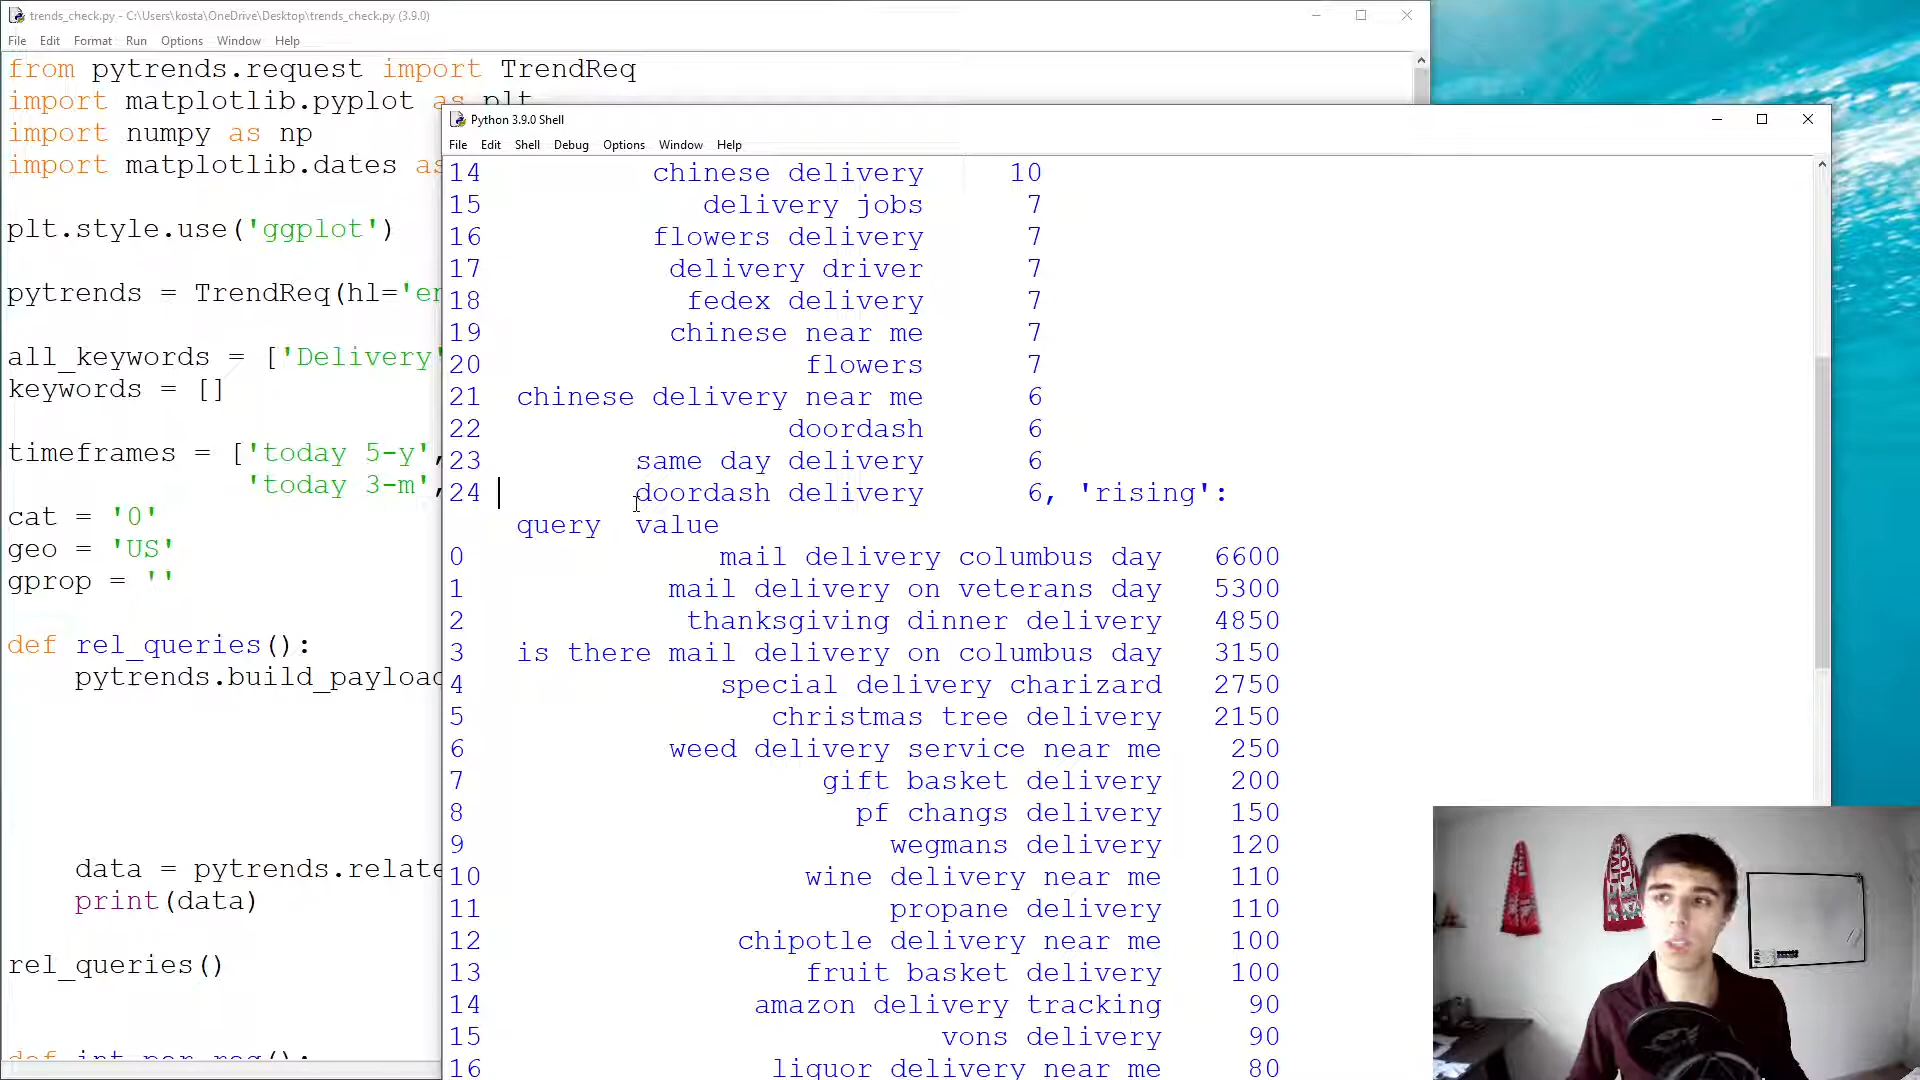 trends_check.py - C:\Users\kosta\OneDrive\Desktop\trends_check.py (3.9.0)
File Edit Format Run Options Window Help
from pytrends.request import TrendReq
import matplotlib.pyplot as plt
import numpy as np
import matplotlib.dates as
plt.style.use('ggplot')
pytrends = TrendReq(hl='en
all_keywords = ['Delivery'
keywords = []
timeframes = ['today 5-y',
'today 3-m',
cat = '0'
geo = 'US'
gprop = ''
def rel_queries():
pytrends.build_payload
data = pytrends.relate
print(data)
rel_queries()
def int_per_reg():
Python 3.9.0 Shell
File Edit Shell Debug Options Window Help
14 chinese delivery 10
15 delivery jobs 7
16 flowers delivery 7
17 delivery driver 7
18 fedex delivery 7
19 chinese near me 7
20 flowers 7
21 chinese delivery near me 6
22 doordash 6
23 same day delivery 6
24 doordash delivery 6, 'rising':
query value
0 mail delivery columbus day 6600
1 mail delivery on veterans day 5300
2 thanksgiving dinner delivery 4850
3 is there mail delivery on columbus day 3150
4 special delivery charizard 2750
5 christmas tree delivery 2150
6 weed delivery service near me 250
7 gift basket delivery 200
8 pf changs delivery 150
9 wegmans delivery 120
10 wine delivery near me 110
11 propane delivery 110
12 chipotle delivery near me 100
13 fruit basket delivery 100
14 amazon delivery tracking 90
15 vons delivery 90
16 liquor delivery near me 80